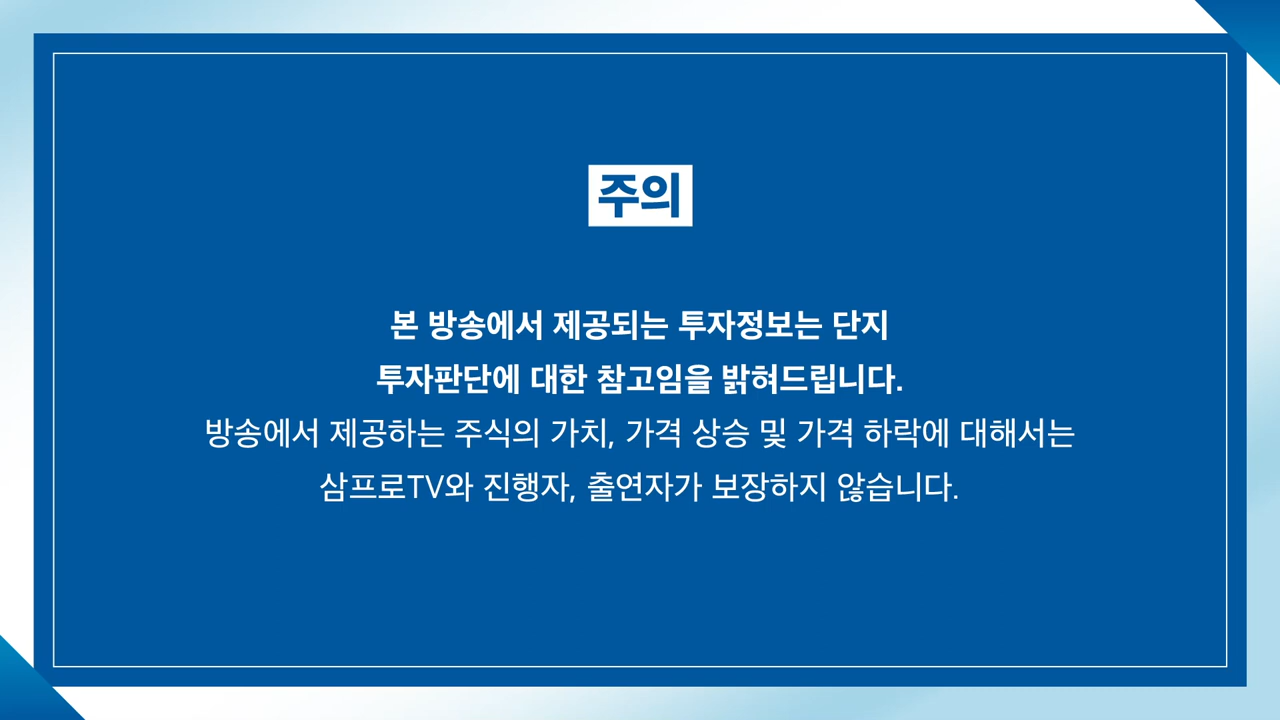 주의
본 방송에서 제공되는 투자정보는 단지
투자판단에 대한 참고임을 밝혀드립니다.
방송에서 제공하는 주식의 가치, 가격 상승 및 가격 하락에 대해서는
삼프로TV와 진행자, 출연자가 보장하지 않습니다.